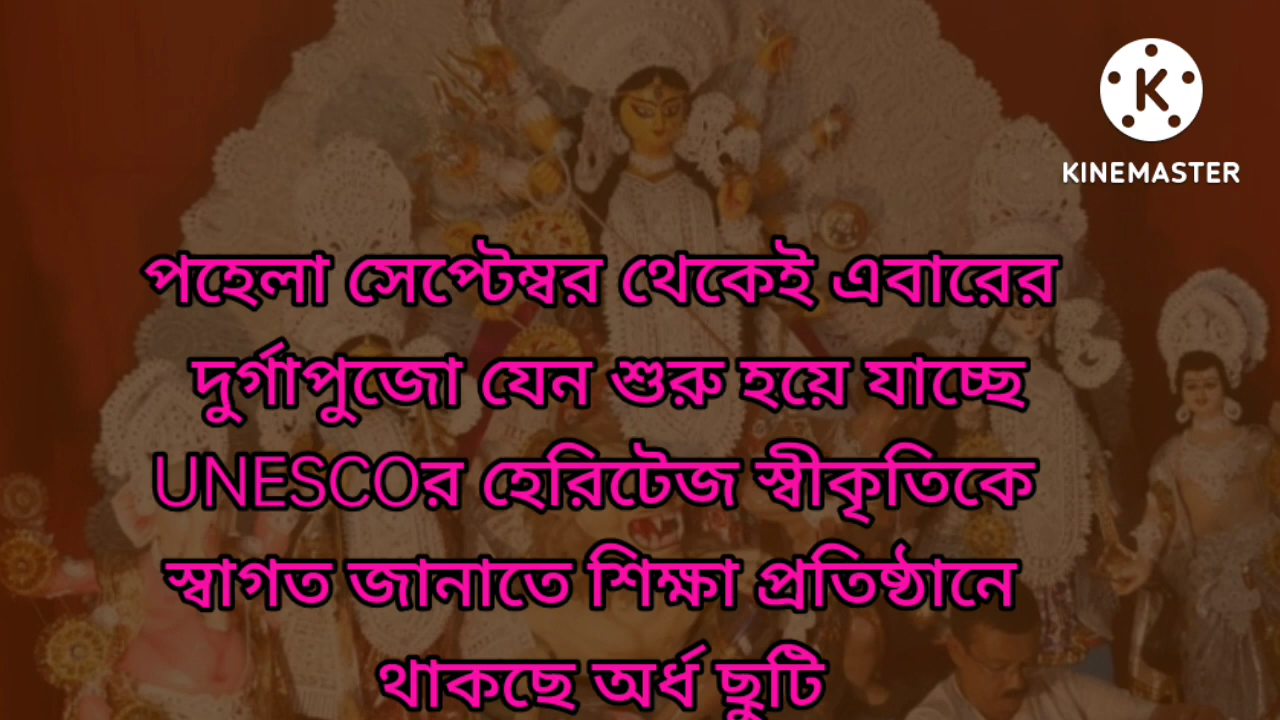 KINEMASTER
পহেলা সেপ্টেম্বর থেকেই এবারের
দুর্গাপুজো যেন শুরু হয়ে যাচ্ছে
UNESCOর হেরিটেজ স্বীকৃতিকে
স্বাগত জানাতে শিক্ষা প্রতিষ্ঠানে
থাকছে অর্ধ ছুটি